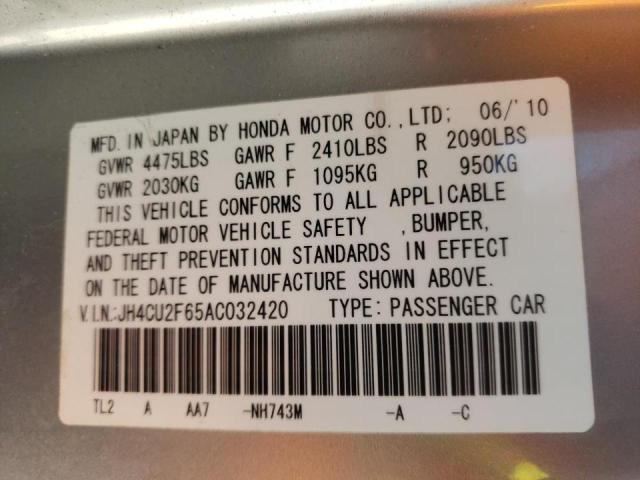 MFD. IN JAPAN BY HONDA MOTOR CO.,LTD; 06/'10
GVWR 4475LBS GAWR F 2410LBS R 2090LBS
GVWR 2030KG GAWR F 1095KG R 950KG
THIS VEHICLE CONFORMS TO ALL APPLICABLE
FEDERAL MOTOR VEHICLE SAFETY ,BUMPER,
AND THEFT PREVENTION STANDARDS IN EFFECT
ON THE DATE OF MANUFACTURE SHOWN ABOVE.
V.I.N.:JH4CU2F65AC032420 TYPE: PASSENGER CAR
TL2 A AA7 -NH743M -A -C